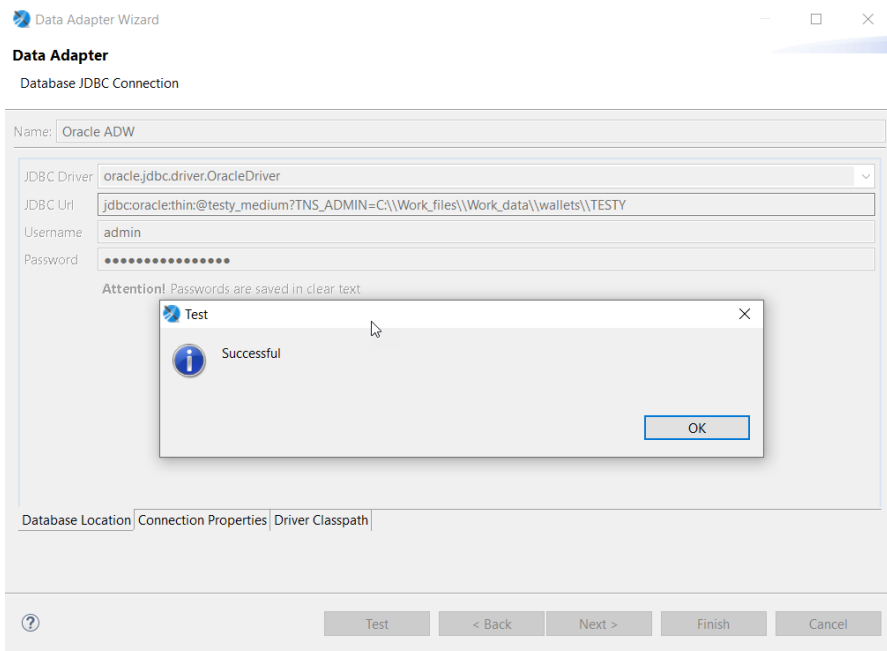 Data Adapter Wizard
Data Adapter
Database JDBC Connection
Name: Oracle ADW
JDBC Driver oracle.jdbc.driver.OracleDriver
JDBC Url jdbc:oracle:thin:@testy_medium?TNS_ADMIN=C:\\Work_files\\Work_data\\wallets\\TESTY
Username admin
Password ●●●●●●●●●●●●●●●●
Attention! Passwords are saved in clear text
Test
Successful
OK
Database Location Connection Properties Driver Classpath
? Test < Back Next > Finish Cancel